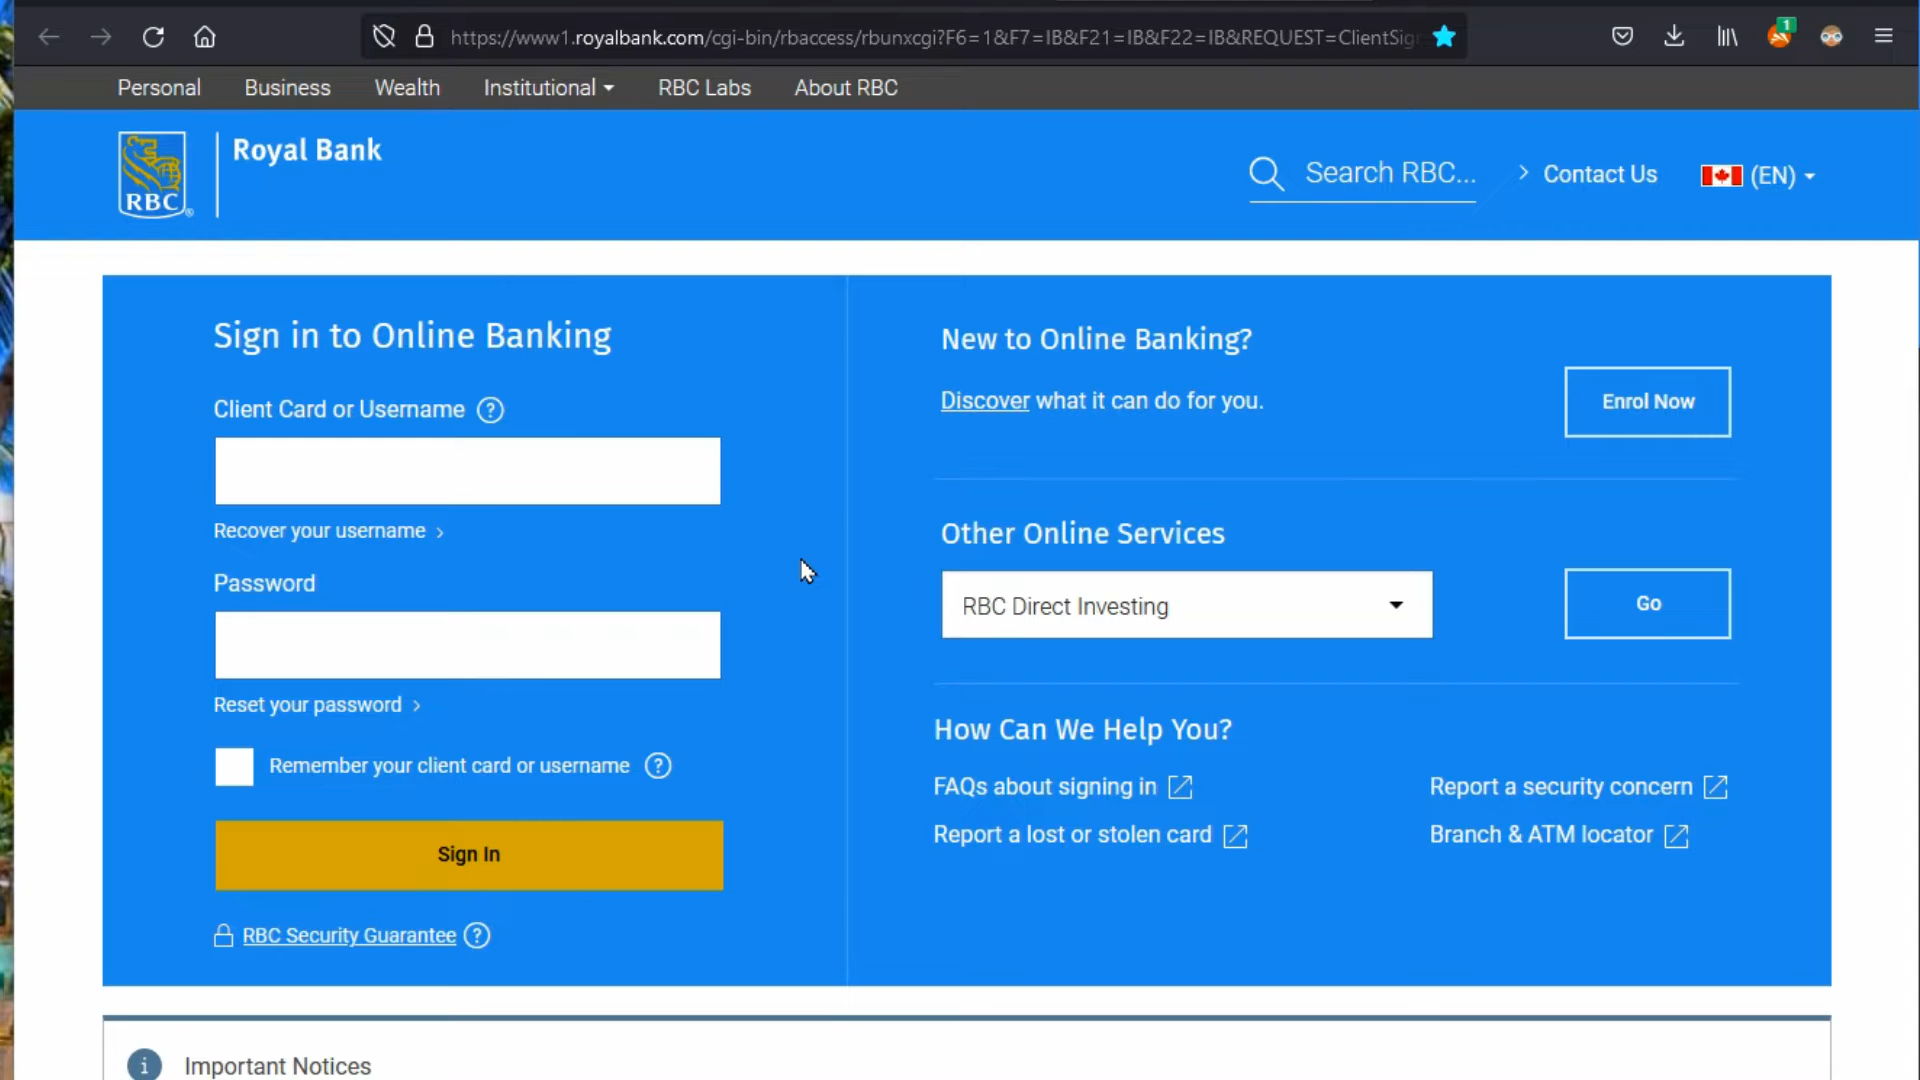 https://www1.royalbank.com/cgi-bin/rbaccess/rbunxcgi?F6=1&F7=IB&F21=IB&F22=IB&REQUEST=ClientSig
1
Personal Business Wealth Institutional RBC Labs About RBC
Royal Bank
RBC
®
Search RBC... Contact Us (EN)
Sign in to Online Banking
Client Card or Username ?
Recover your username
Password
Reset your password
Remember your client card or username ?
Sign In
RBC Security Guarantee ?
New to Online Banking?
Discover what it can do for you.
Enrol Now
Other Online Services
RBC Direct Investing
Go
How Can We Help You?
FAQs about signing in Report a security concern
Report a lost or stolen card Branch & ATM locator
i Important Notices